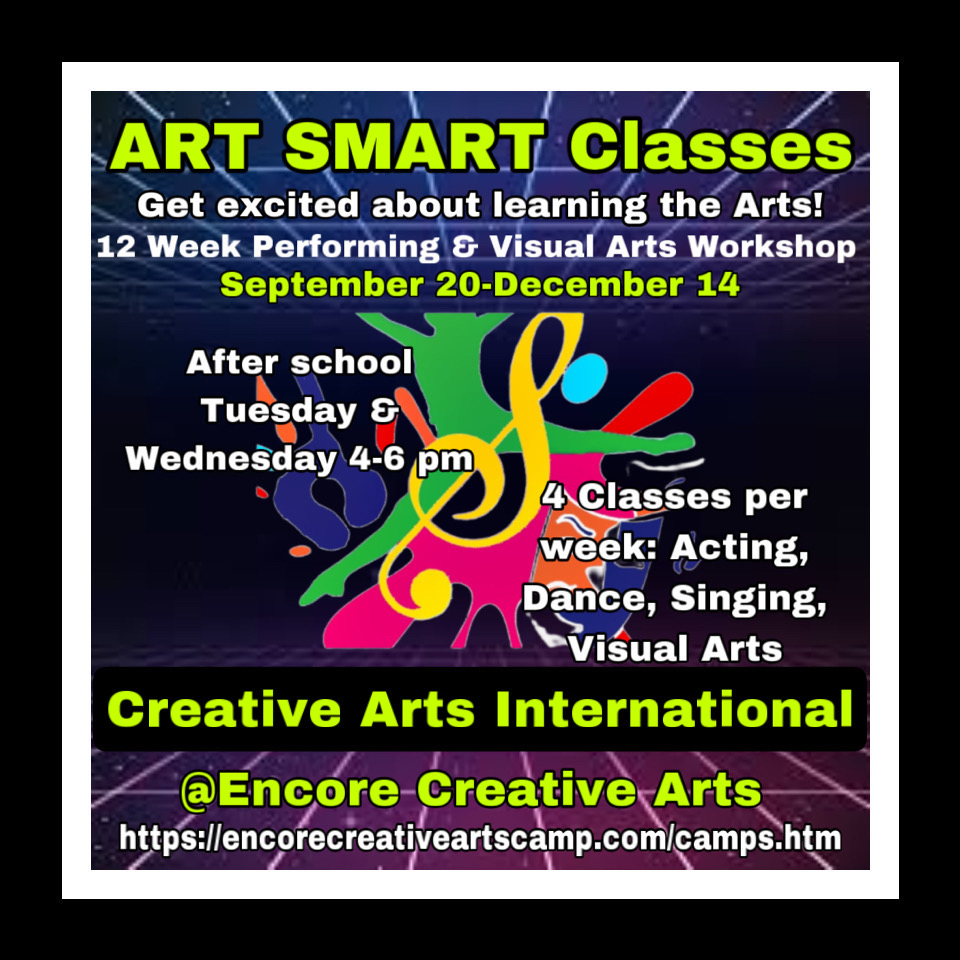 ART SMART Classes
Get excited about learning the Arts!
12 Week Performing & Visual Arts Workshop
September 20-December 14
After school
Tuesday &
Wednesday 4-6 pm
4 Classes per
week: Acting,
Dance, Singing,
Visual Arts
Creative Arts International
@Encore Creative Arts
https://encorecreativeartscamp.com/camps.htm